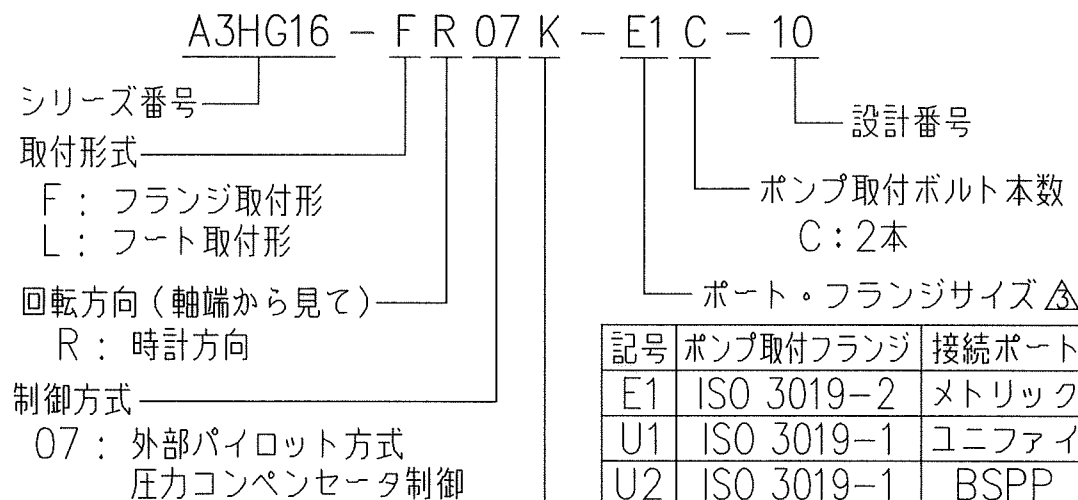 A3HG16 - F R 07 K - E1 C - 10
シリーズ番号
設計番号
取付形式
F : フランジ取付形
L : フート取付形
ポンプ取付ボルト本数
C : 2本
回転方向 (軸端から見て)
R : 時計方向
ポート・フランジサイズ 3
制御方式
07 : 外部パイロット方式
圧力コンペンセータ制御
記号 ポンプ取付フランジ 接続ポート
E1 ISO 3019-2 メトリック
U1 ISO 3019-1 ユニファイ
U2 ISO 3019-1 BSPP